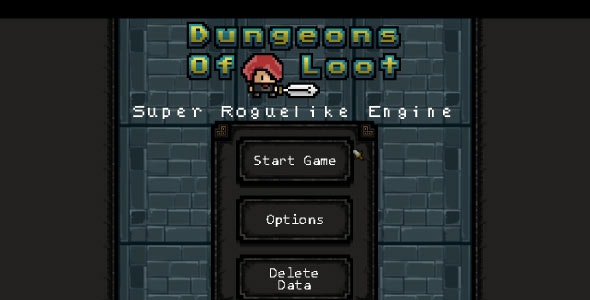 Dungeons
Of Loot
Super Roguelike Engine
Start Game
Options
Delete
Data